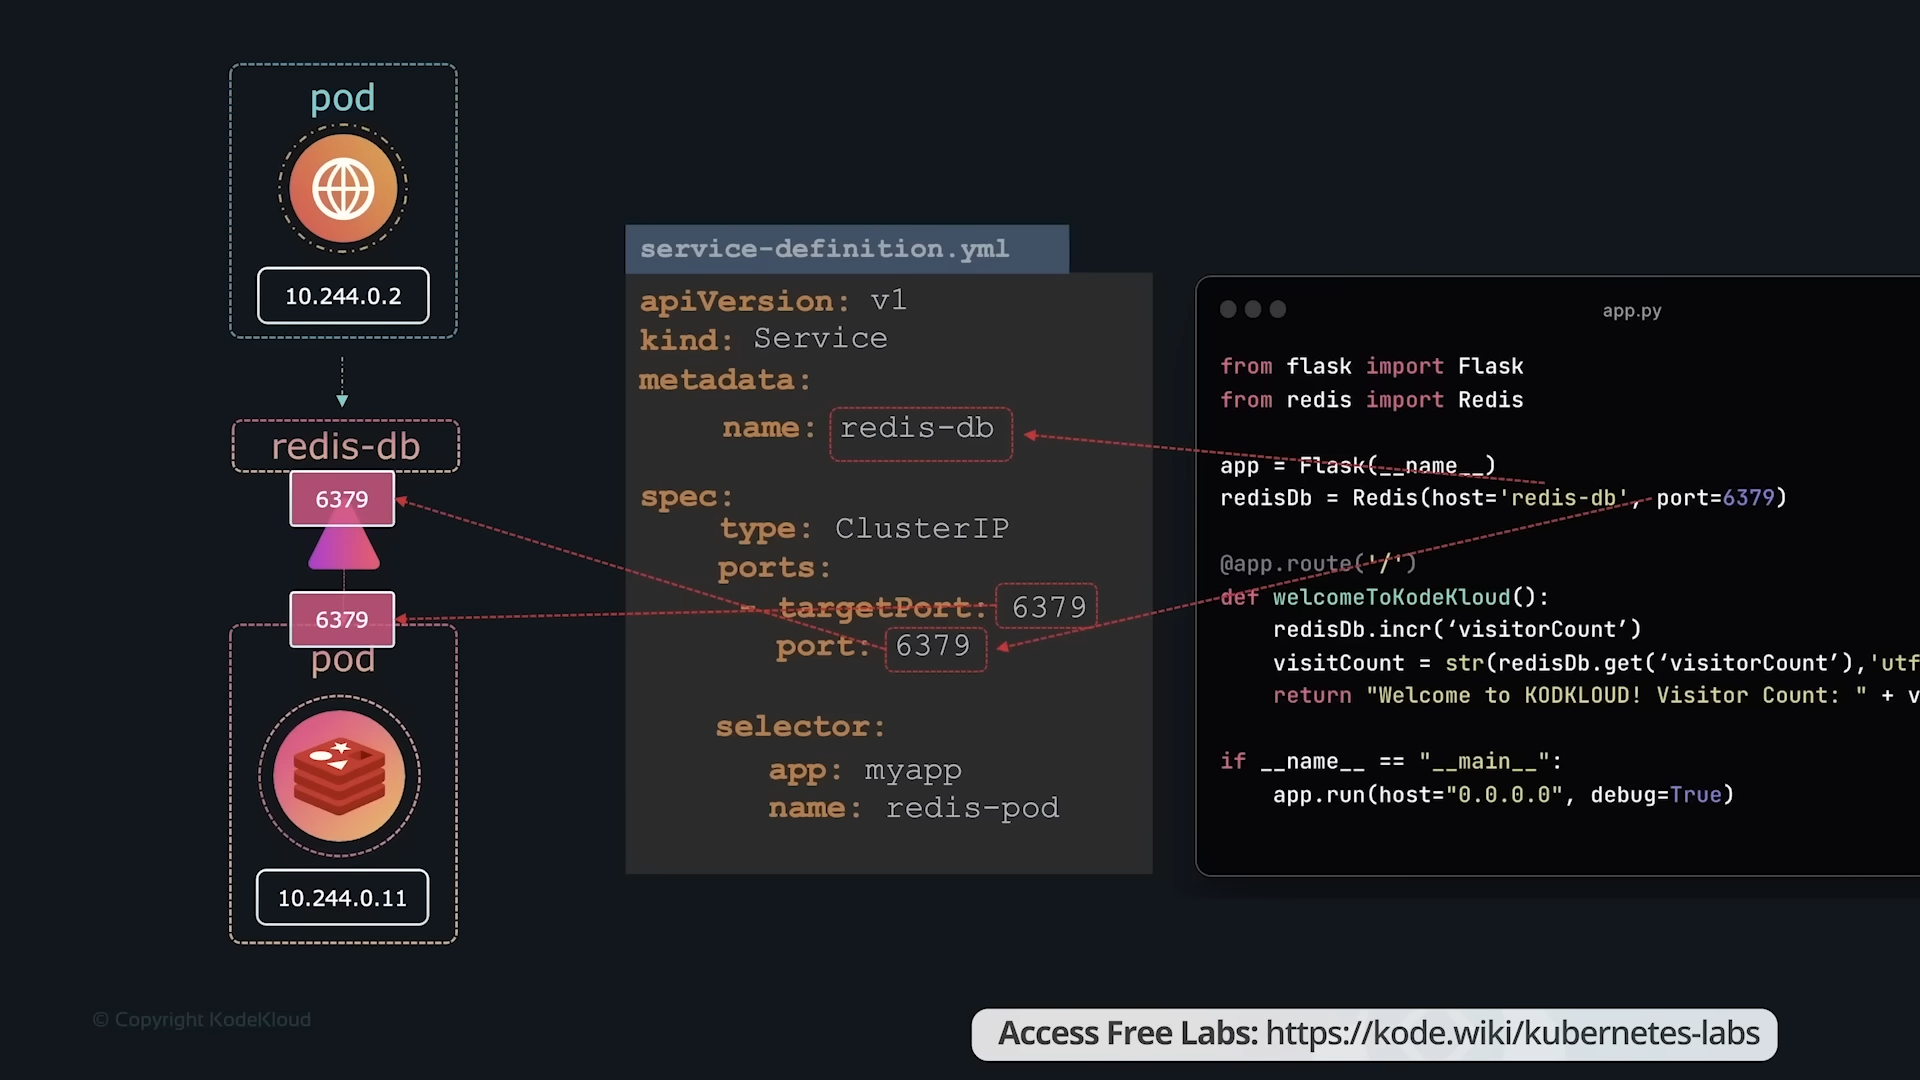 pod
10.244.0.2
redis-db
6379
6379
pod
10.244.0.11
service-definition.yml
apiVersion: v1
kind: Service
metadata:
name: redis-db
spec:
type: ClusterIP
ports:
- targetPort: 6379
port: 6379
selector:
app: myapp
name: redis-pod
app.py
from flask import Flask
from redis import Redis
app = Flask(__name__)
redisDb = Redis(host='redis-db', port=6379)
@app.route('/')
def welcomeToKodeKloud():
redisDb.incr(‘visitorCount’)
visitCount = str(redisDb.get(‘visitorCount’),'utf
return "Welcome to KODKLOUD! Visitor Count: " + v
if __name__ == "__main__":
app.run(host="0.0.0.0", debug=True)
© Copyright KodeKloud
Access Free Labs: https://kode.wiki/kubernetes-labs